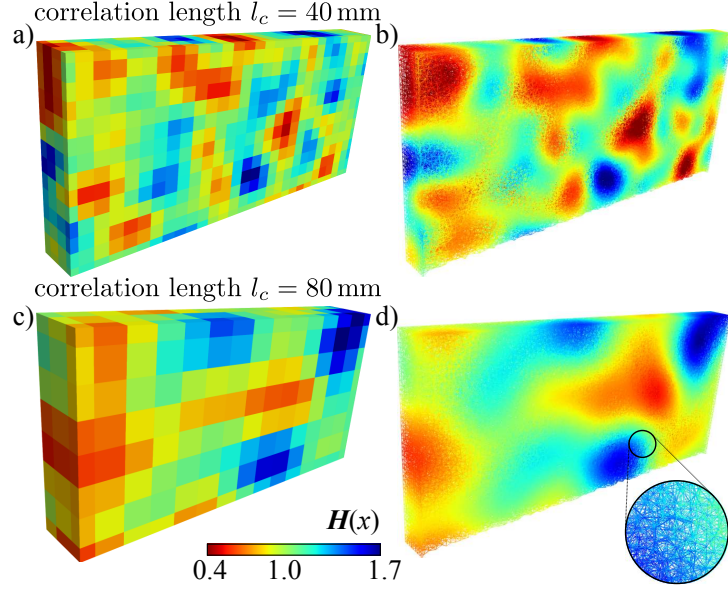 correlation length l_c = 40 mm
a)
b)
correlation length l_c = 80 mm
c)
d)
H(x)
0.4 1.0 1.7